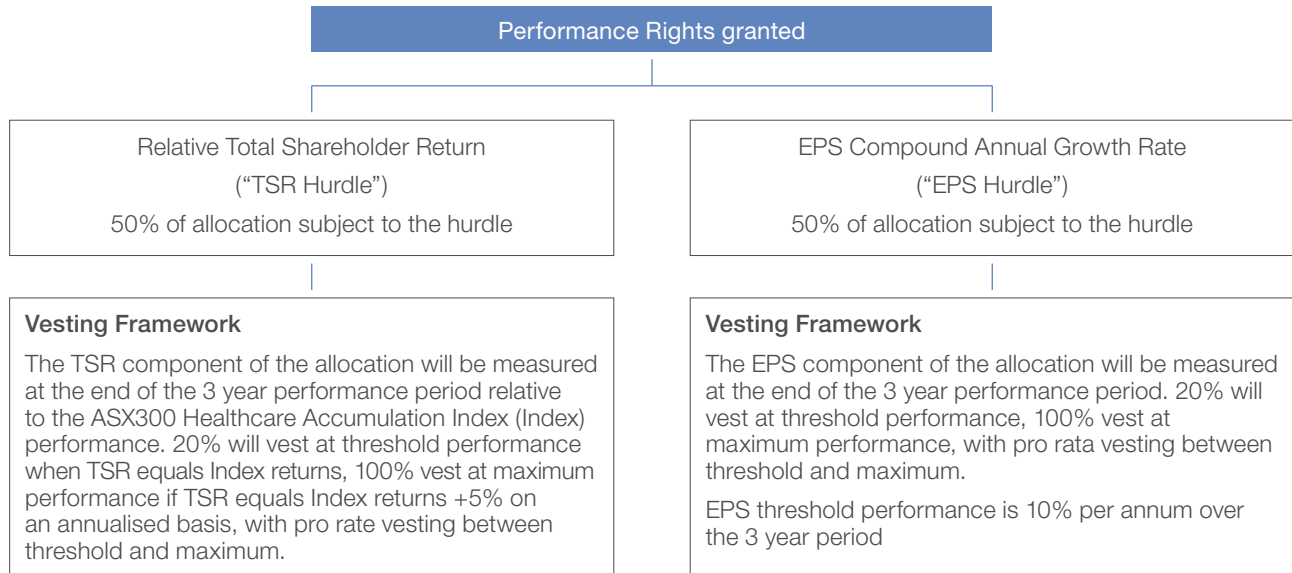 Performance Rights granted
Relative Total Shareholder Return
(“TSR Hurdle”)
50% of allocation subject to the hurdle
EPS Compound Annual Growth Rate
(“EPS Hurdle”)
50% of allocation subject to the hurdle
Vesting Framework
The TSR component of the allocation will be measured
at the end of the 3 year performance period relative
to the ASX300 Healthcare Accumulation Index (Index)
performance. 20% will vest at threshold performance
when TSR equals Index returns, 100% vest at maximum
performance if TSR equals Index returns +5% on
an annualised basis, with pro rate vesting between
threshold and maximum.
Vesting Framework
The EPS component of the allocation will be measured
at the end of the 3 year performance period. 20% will
vest at threshold performance, 100% vest at
maximum performance, with pro rata vesting between
threshold and maximum.
EPS threshold performance is 10% per annum over
the 3 year period